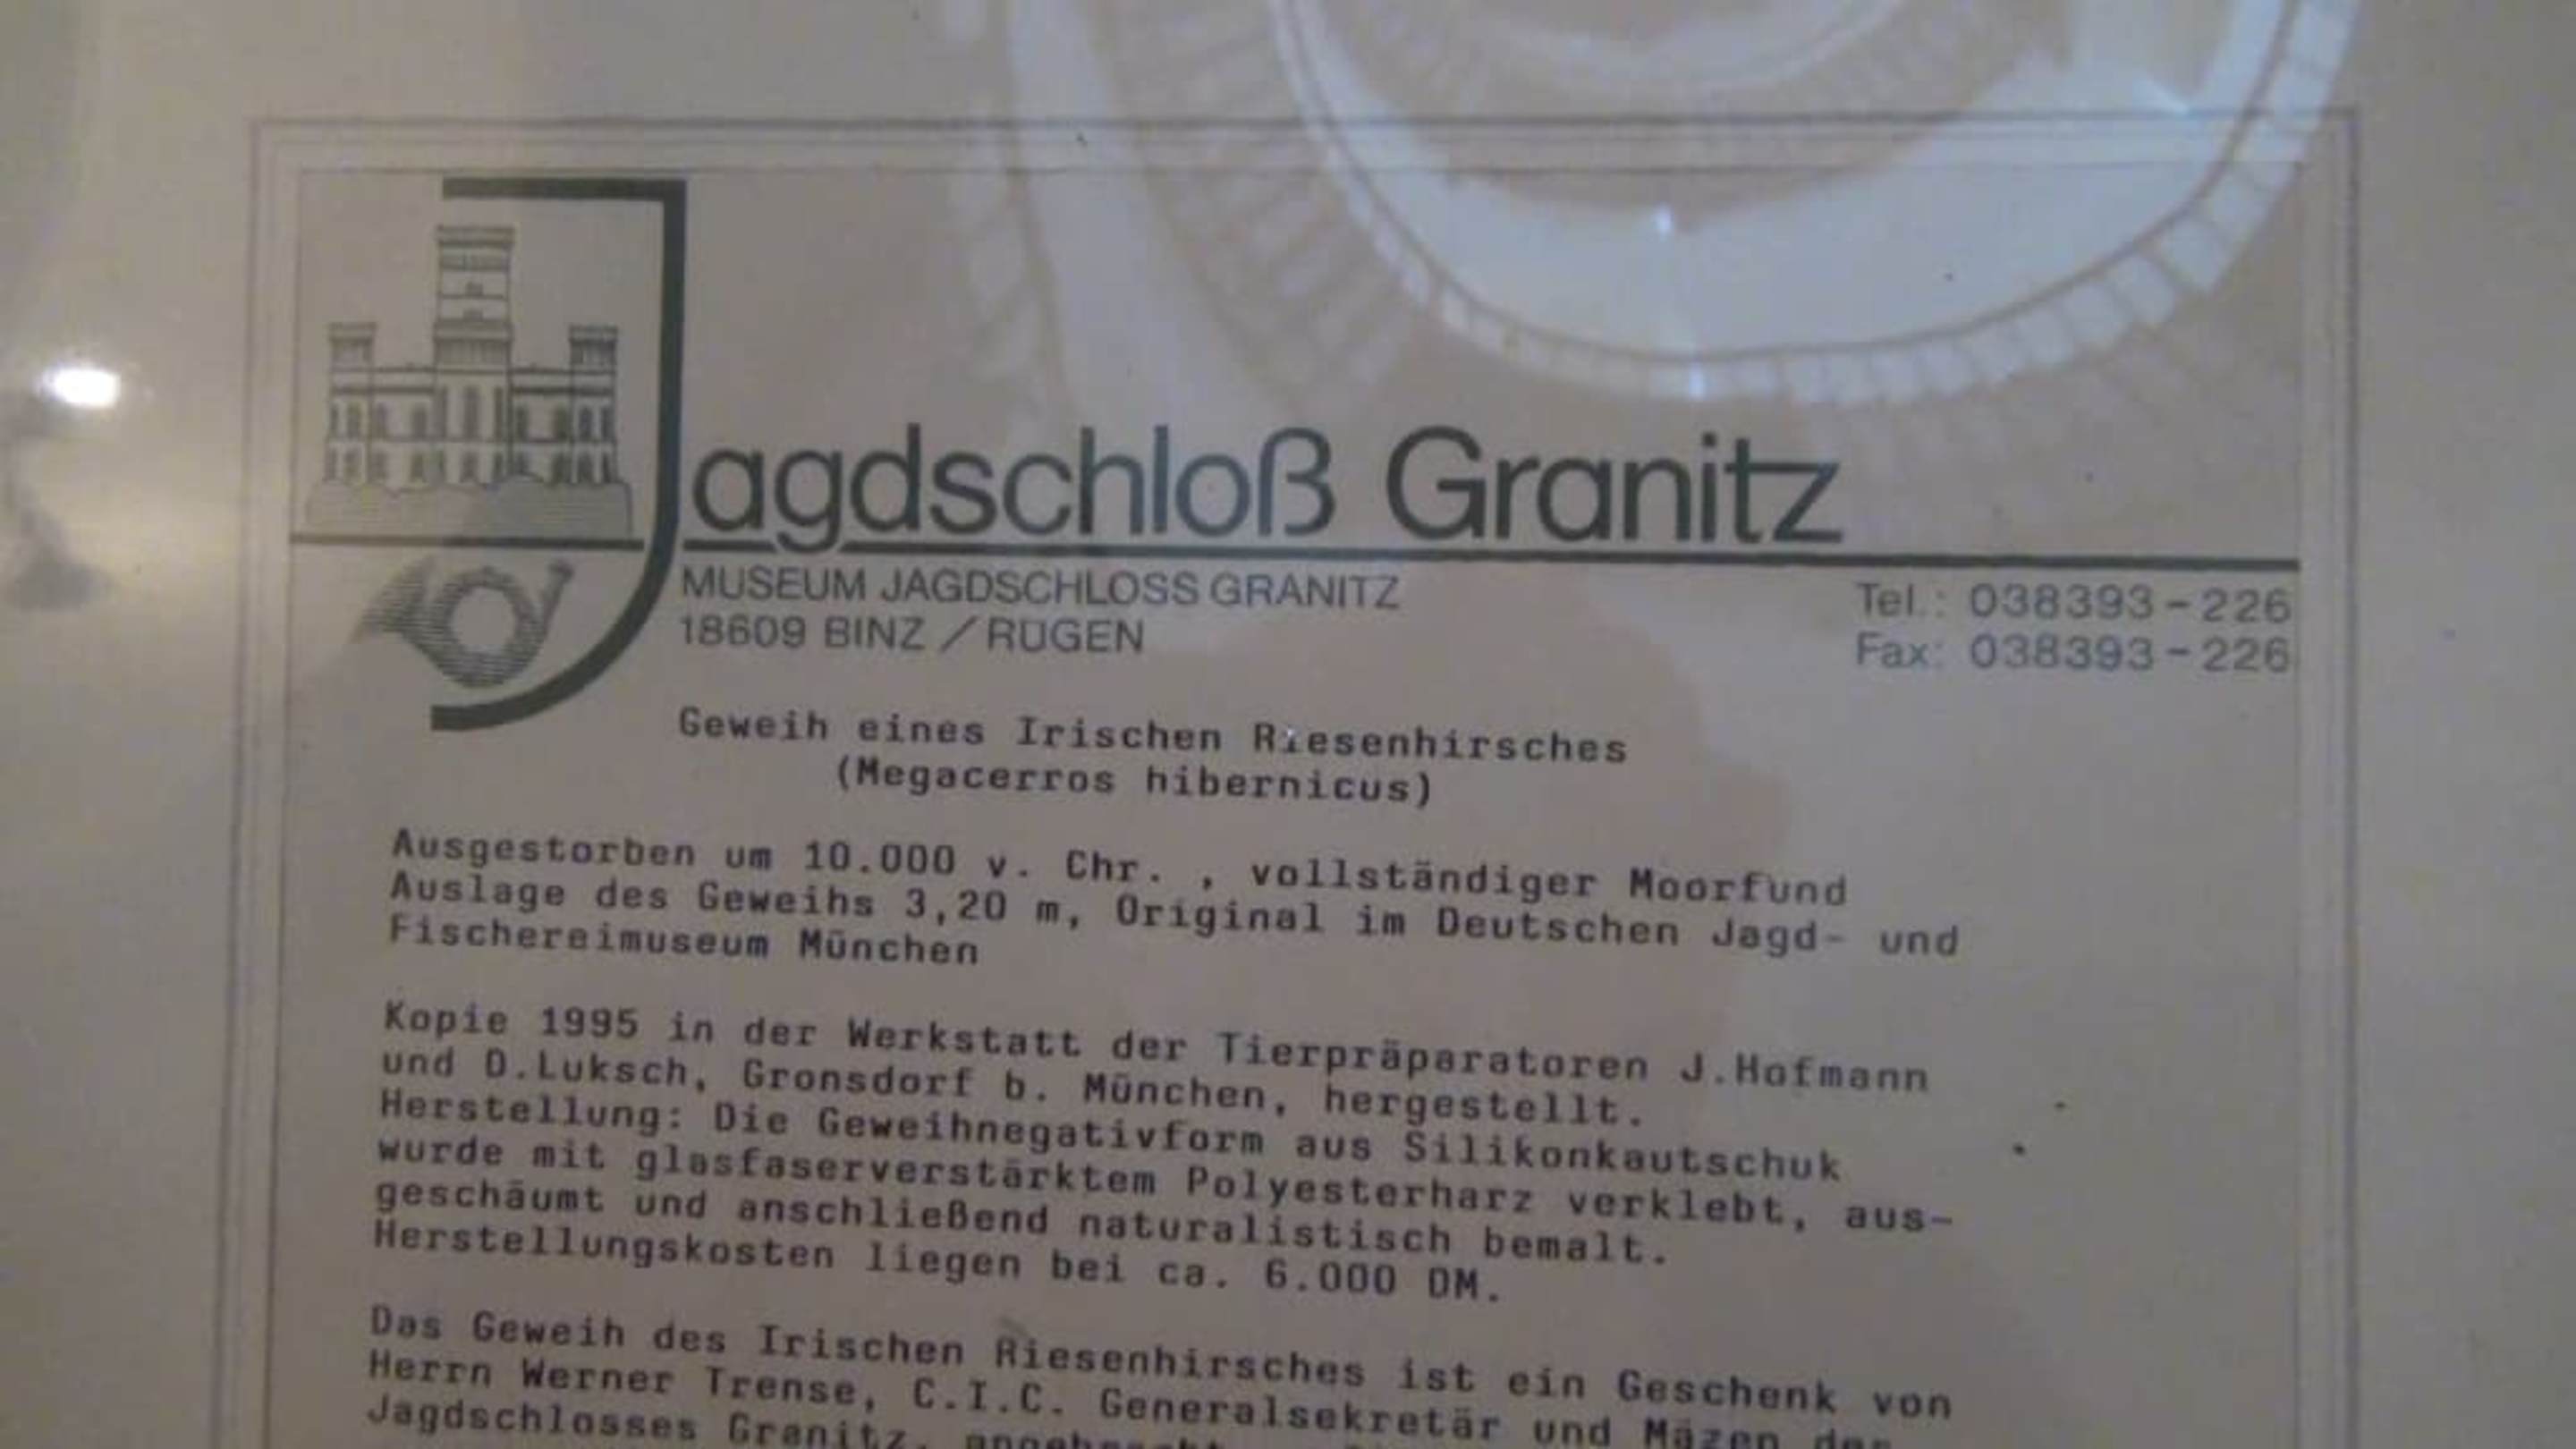 Jagdschloß Granitz
MUSEUM JAGDSCHLOSS GRANITZ
18609 BINZ / RÜGEN
Tel.: 038393-226
Fax: 038393-226
Geweih eines Irischen Riesenhirsches
(Megacerros hibernicus)
Ausgestorben um 10.000 v. Chr. , vollständiger Moorfund
Auslage des Geweihs 3,20 m, Original im Deutschen Jagd- und
Fischereimuseum München
Kopie 1995 in der Werkstatt der Tierpräparatoren J.Hofmann
und D.Luksch, Gronsdorf b. München, hergestellt.
Herstellung: Die Geweihnegativform aus Silikonkautschuk
wurde mit glasfaserverstärktem Polyesterharz verklebt, aus-
geschäumt und anschließend naturalistisch bemalt.
Herstellungskosten liegen bei ca. 6.000 DM.
Das Geweih des Irischen Riesenhirsches ist ein Geschenk von
Herrn Werner Trense, C.I.C. Generalsekretär und Mäzen des
Jagdschlosses Granitz,